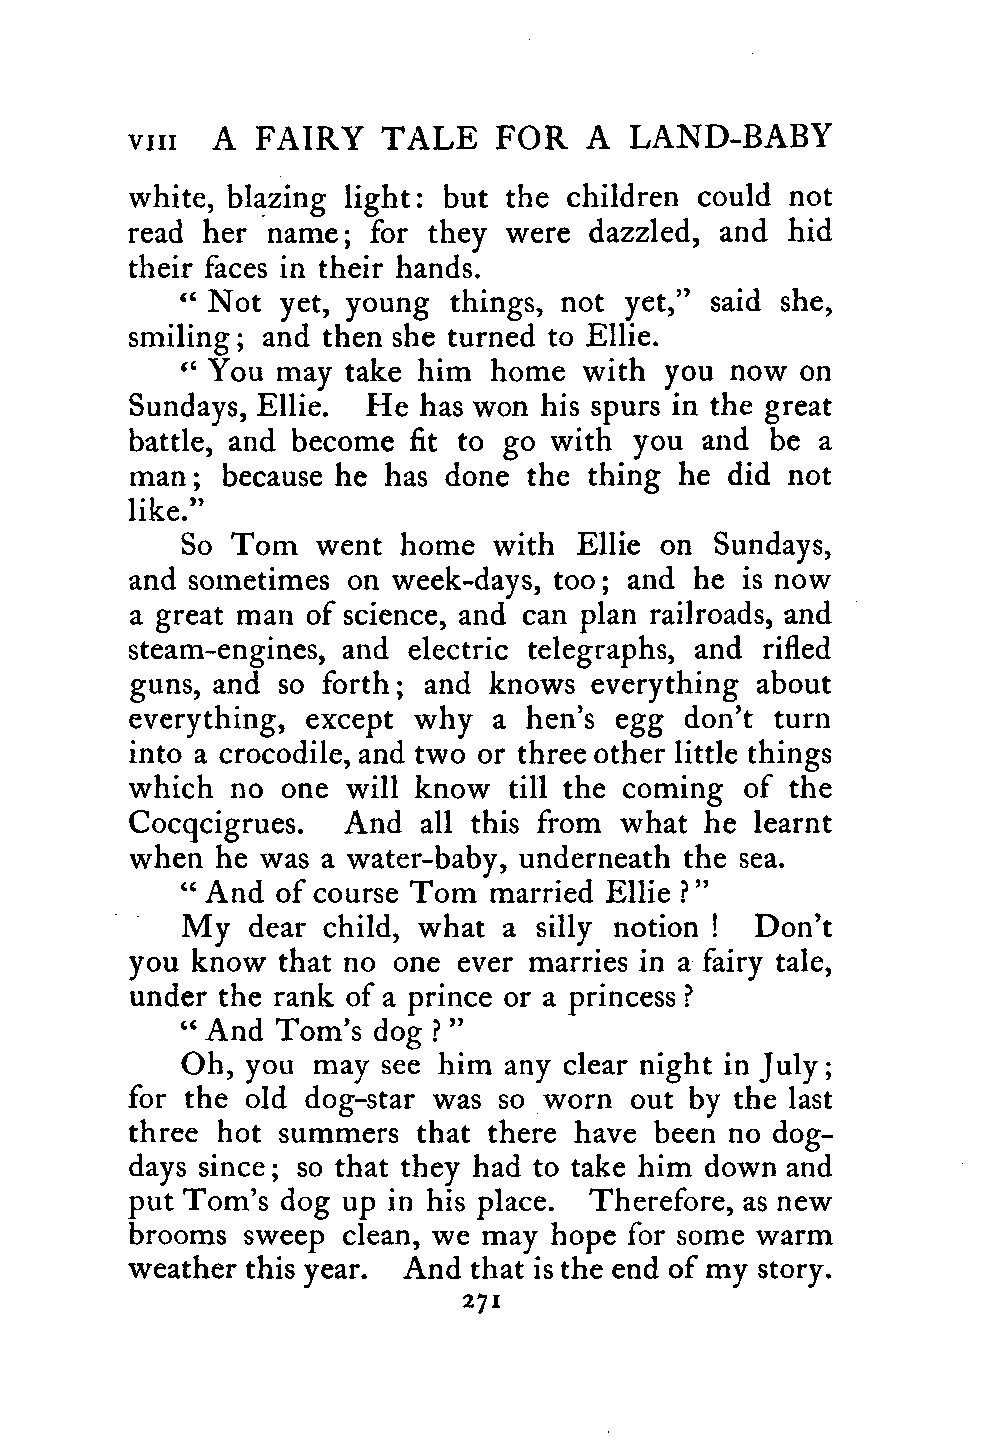 VIII A FAIRY TALE FOR A LAND-BABY
white, blazing light: but the children could not
read her name; for they were dazzled, and hid
their faces in their hands.
“Not yet, young things, not yet,” said she,
smiling; and then she turned to Ellie.
“You may take him home with you now on
Sundays, Ellie. He has won his spurs in the great
battle, and become fit to go with you and be a
man; because he has done the thing he did not
like.”
So Tom went home with Ellie on Sundays,
and sometimes on week-days, too; and he is now
a great man of science, and can plan railroads, and
steam-engines, and electric telegraphs, and rifled
guns, and so forth; and knows everything about
everything, except why a hen's egg don't turn
into a crocodile, and two or three other little things
which no one will know till the coming of the
Cocqcigrues. And all this from what he learnt
when he was a water-baby, underneath the sea.
“And of course Tom married Ellie?”
My dear child, what a silly notion! Don't
you know that no one ever marries in a fairy tale,
under the rank of a prince or a princess?
“And Tom's dog?”
Oh, you may see him any clear night in July;
for the old dog-star was so worn out by the last
three hot summers that there have been no dog-
days since; so that they had to take him down and
put Tom's dog up in his place. Therefore, as new
brooms sweep clean, we may hope for some warm
weather this year. And that is the end of my story.
271